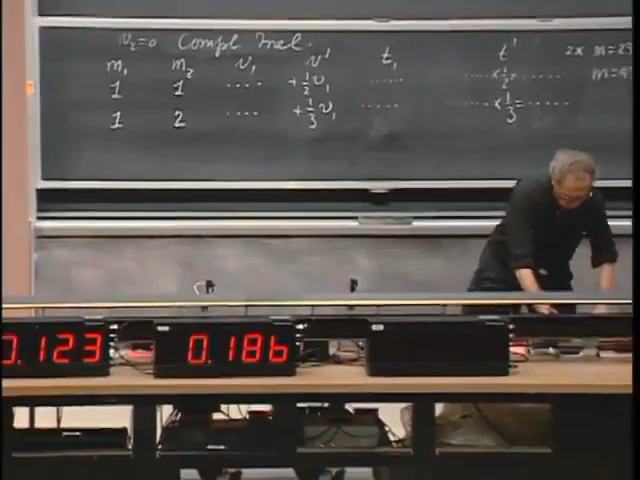 v₂=0 Compl Inel.
m₁ m₂ v₁ v' t₁ t' 2x m=2
1 1 .... +½v₁ ..... ....x½=......
1 2 .... +⅓v₁ ..... ....x⅓=.....
0.123 0.186